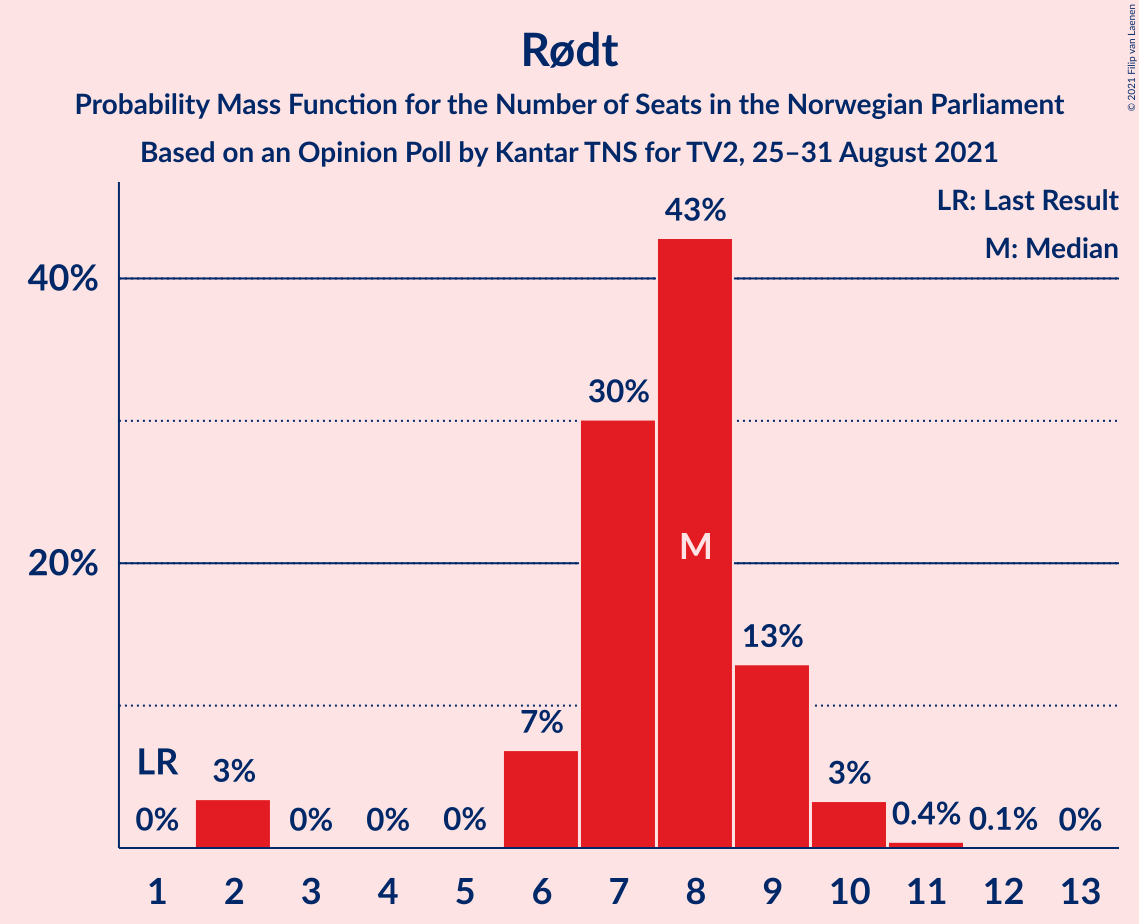 Rødt
Probability Mass Function for the Number of Seats in the Norwegian Parliament
Based on an Opinion Poll by Kantar TNS for TV2, 25–31 August 2021
© 2021 Filip van Laenen
LR: Last Result
M: Median
43%
40%
30%
M
20%
13%
7%
LR
3%
3%
0%
0%
0%
0%
0.4%
0.1%
0%
1 2 3 4 5 6 7 8 9 10 11 12 13